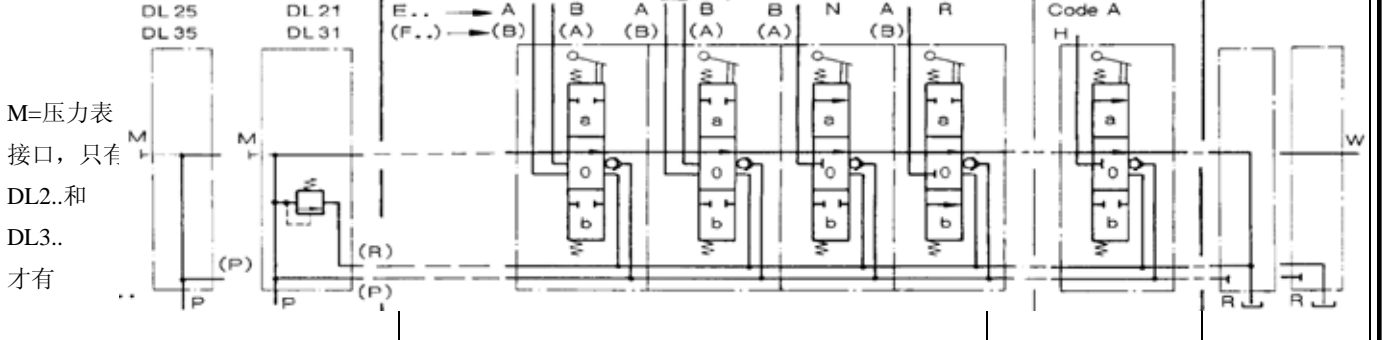 DL 25 DL 21 E.. A B A B B N A R Code A
DL 35 DL 31 (F..) (B) (A) (B) (A) (A) (B) H
M=压力表
接口，只有
DL2..和
DL3..
才有
M M W
a a a a a
0 0 0 0 0
b b b b b
(P) (R)
(P)
P P R R